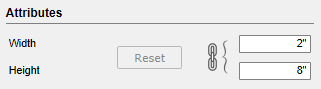 Attributes
Width 2"
Reset
Height 8"